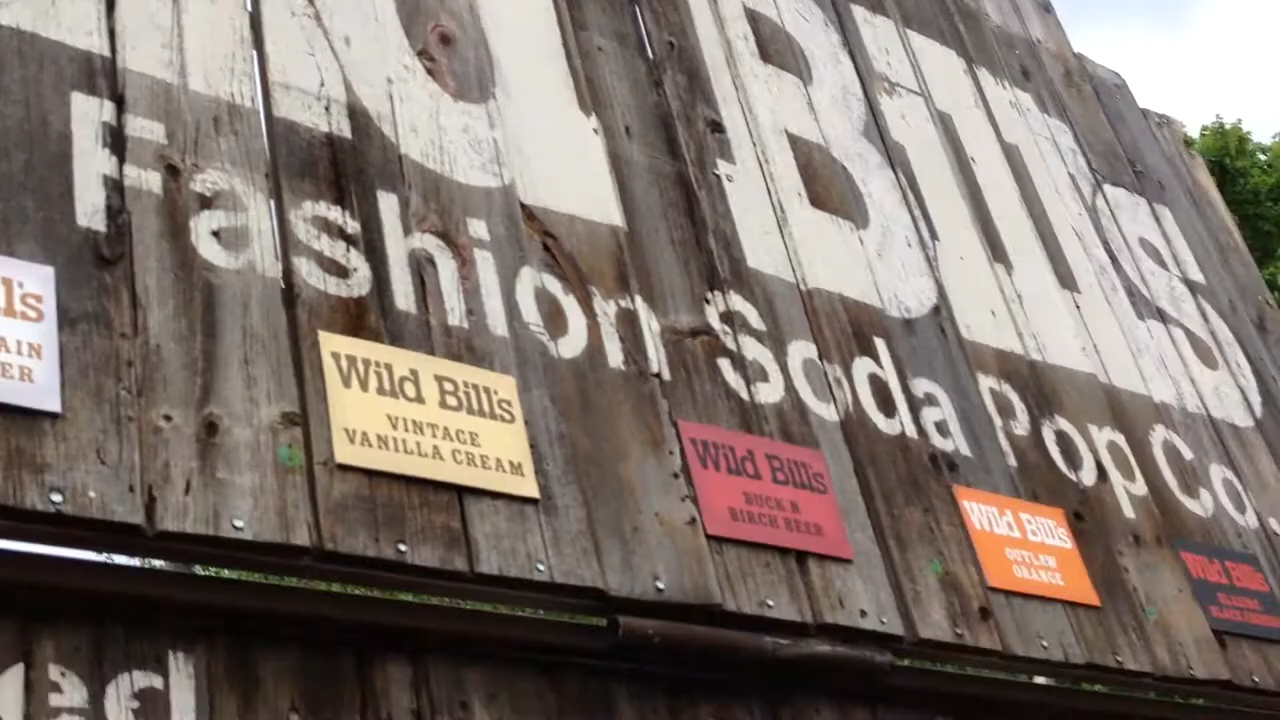 Bill's
Fashion Soda Pop Co.
Wild Bill's
VINTAGE
VANILLA CREAM
Wild Bill's
BUCK'N
BIRCH BEER
Wild Bill's
OUTLAW
ORANGE
Wild Bill's